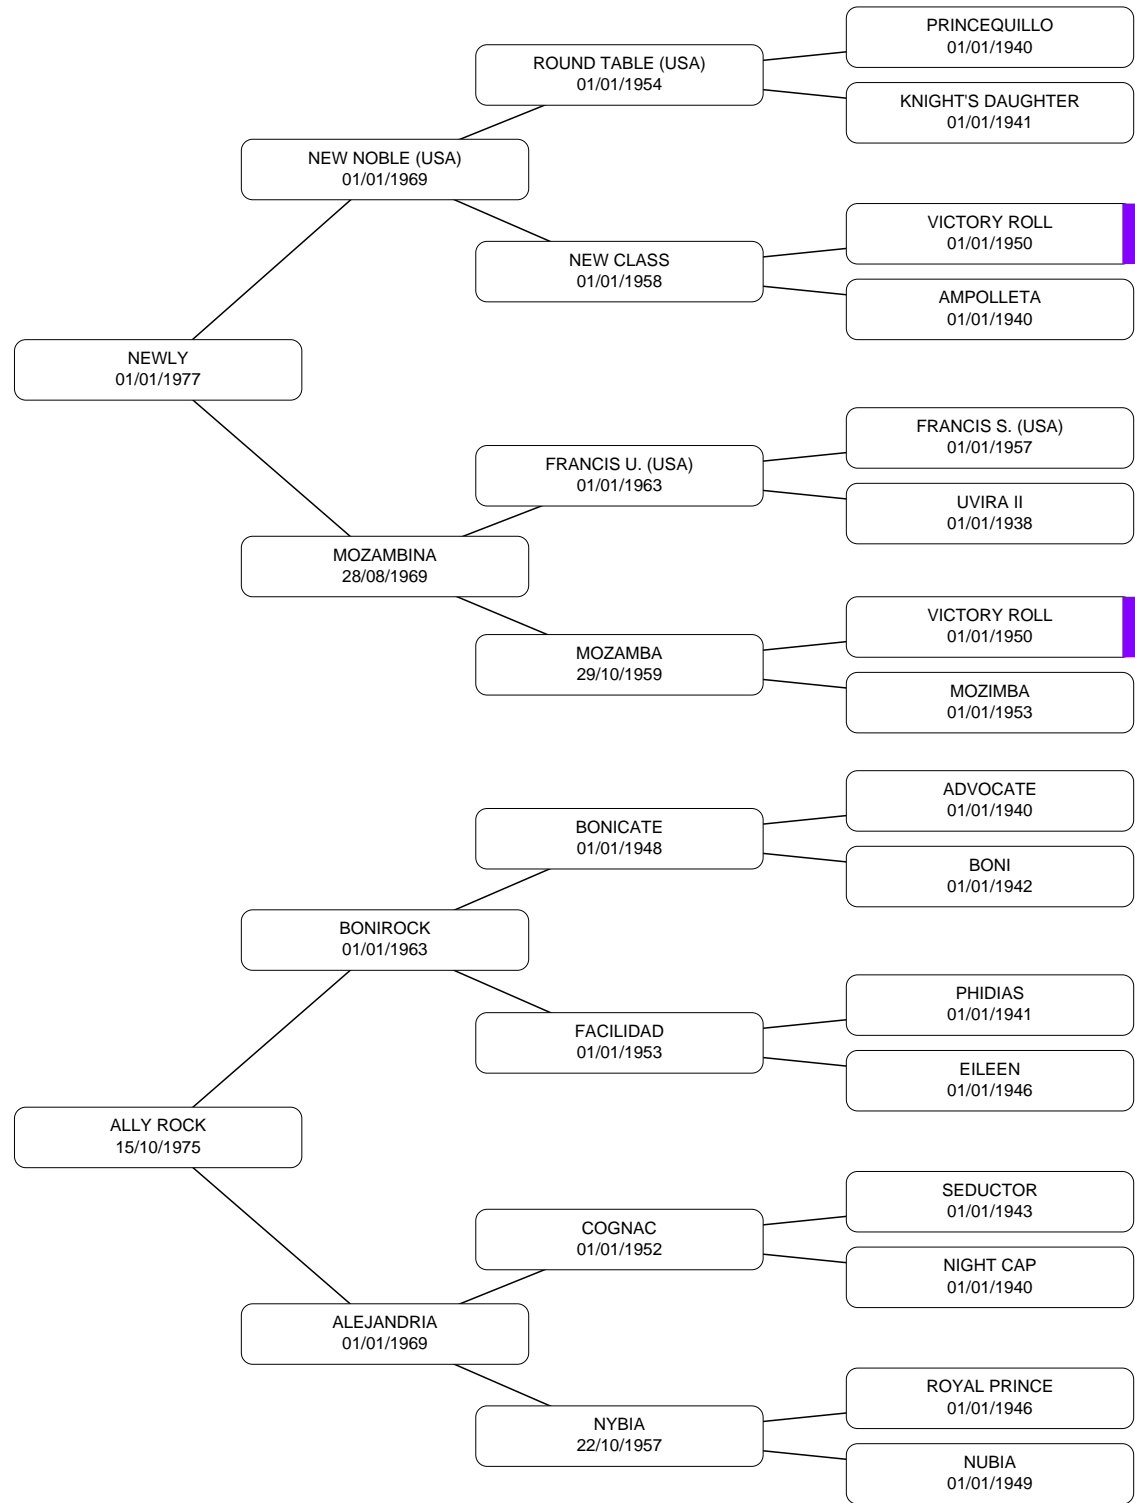 PRINCEQUILLO
01/01/1940
ROUND TABLE (USA)
01/01/1954
KNIGHT'S DAUGHTER
01/01/1941
NEW NOBLE (USA)
01/01/1969
VICTORY ROLL
01/01/1950
NEW CLASS
01/01/1958
AMPOLLETA
01/01/1940
NEWLY
01/01/1977
FRANCIS S. (USA)
01/01/1957
FRANCIS U. (USA)
01/01/1963
UVIRA II
01/01/1938
MOZAMBINA
28/08/1969
VICTORY ROLL
01/01/1950
MOZAMBA
29/10/1959
MOZIMBA
01/01/1953
ADVOCATE
01/01/1940
BONICATE
01/01/1948
BONI
01/01/1942
BONIROCK
01/01/1963
PHIDIAS
01/01/1941
FACILIDAD
01/01/1953
EILEEN
01/01/1946
ALLY ROCK
15/10/1975
SEDUCTOR
01/01/1943
COGNAC
01/01/1952
NIGHT CAP
01/01/1940
ALEJANDRIA
01/01/1969
ROYAL PRINCE
01/01/1946
NYBIA
22/10/1957
NUBIA
01/01/1949